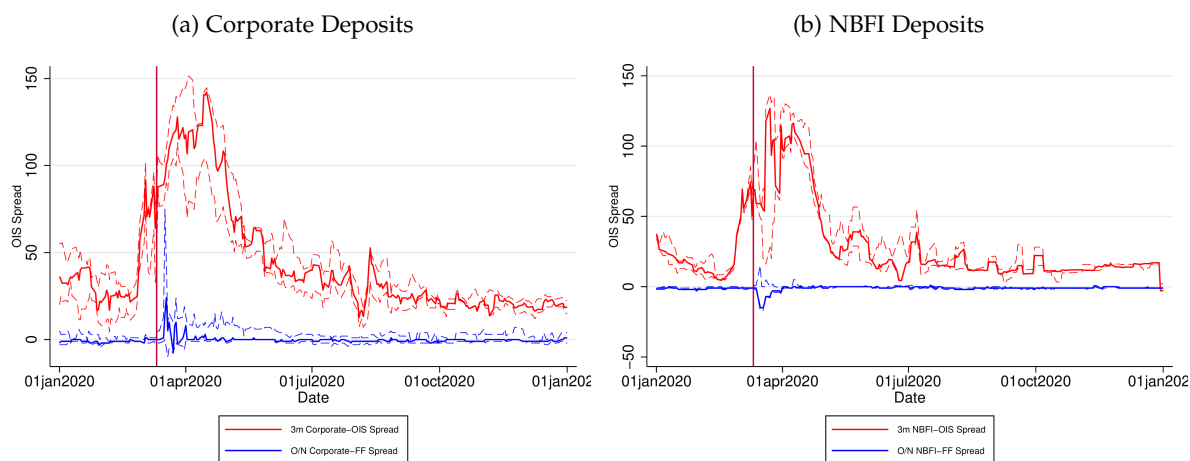 (a) Corporate Deposits
150
100
50
0
OIS Spread
01jan2020 01apr2020 01jul2020 01oct2020 01jan202
Date
3m Corporate-OIS Spread
O/N Corporate-FF Spread
(b) NBFI Deposits
150
100
50
0
−50
OIS Spread
01jan2020 01apr2020 01jul2020 01oct2020 01jan202
Date
3m NBFI-OIS Spread
O/N NBFI-FF Spread